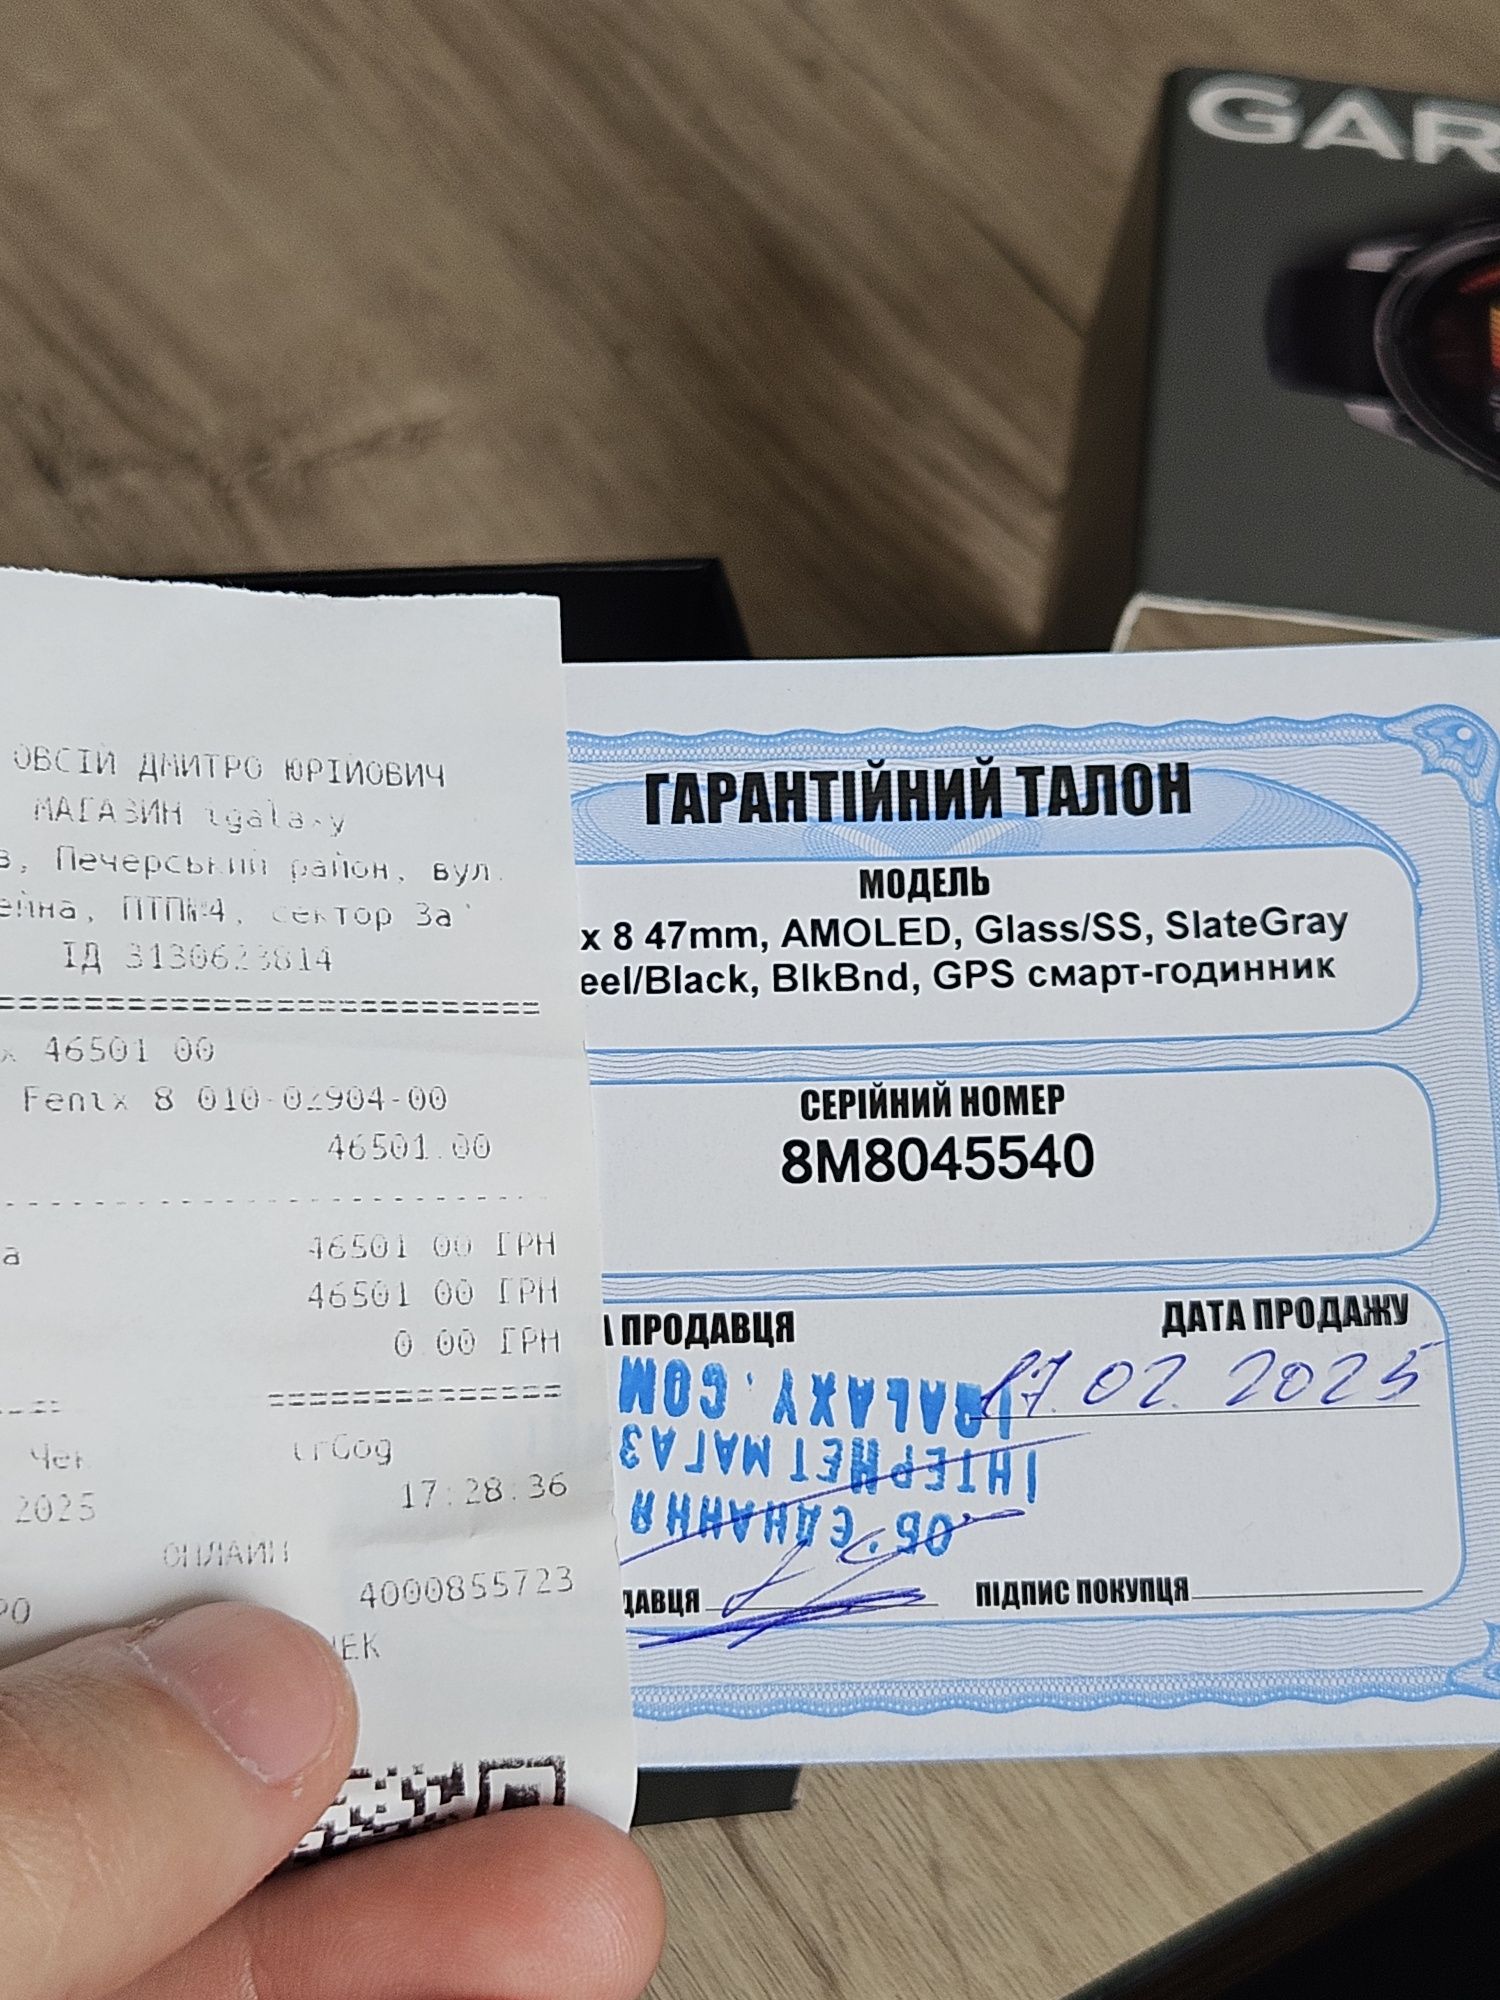 GAR
ОВСІЙ ДМИТРО ЮРІЙОВИЧ
МАГАЗИН igalaxy
в, Печерський район, вул.
ейна, ПТП№4, сектор 3а'
ІД 3130623814
x 46501.00
Fenix 8 010-02904-00
46501.00
а 46501.00 ГРН
46501.00 ГРН
0.00 ГРН
Чек
2025 17:28:36
ОНЛАЙН
4000855723
ЧЕК
ГАРАНТІЙНИЙ ТАЛОН
МОДЕЛЬ
x 8 47mm, AMOLED, Glass/SS, SlateGray
eel/Black, BlkBnd, GPS смарт-годинник
СЕРІЙНИЙ НОМЕР
8M8045540
А ПРОДАВЦЯ ДАТА ПРОДАЖУ
17.02.2025
ОБ'ЄДНАННЯ
ІНТЕРНЕТ МАГАЗ
IGALAXY.COM
ДАВЦЯ ПІДПИС ПОКУПЦЯ